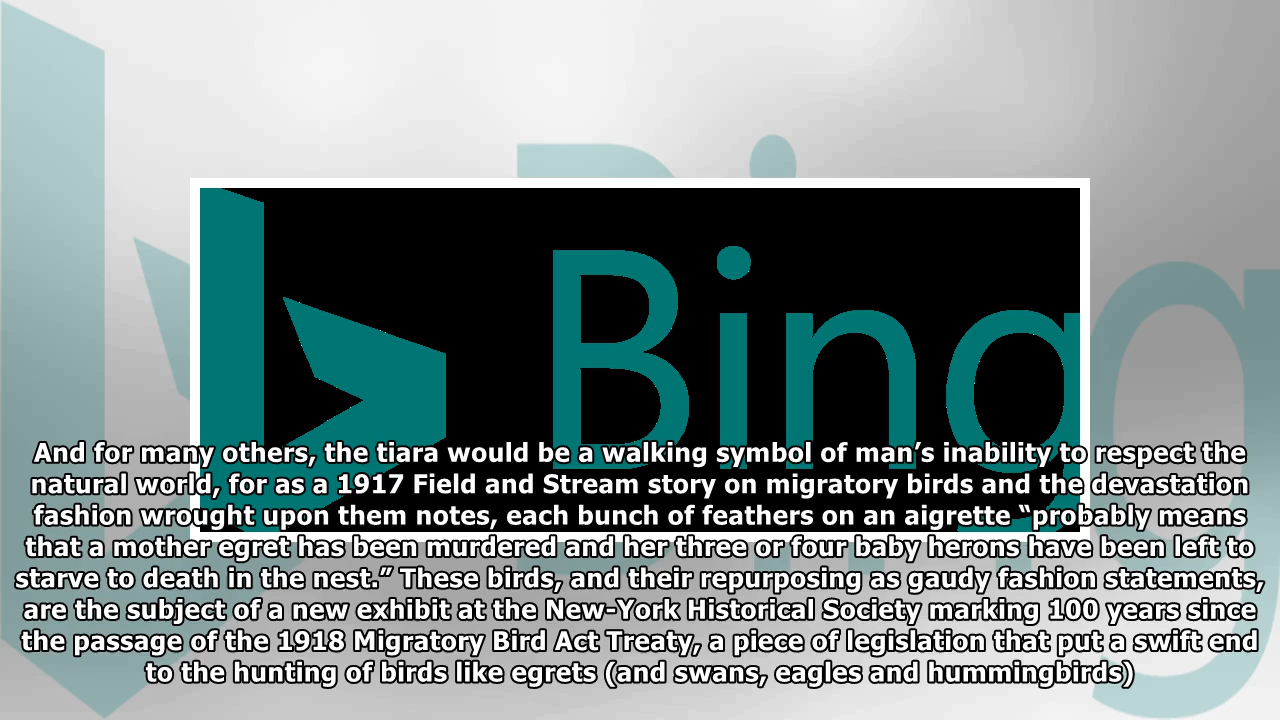 Bing
And for many others, the tiara would be a walking symbol of man’s inability to respect the
natural world, for as a 1917 Field and Stream story on migratory birds and the devastation
fashion wrought upon them notes, each bunch of feathers on an aigrette “probably means
that a mother egret has been murdered and her three or four baby herons have been left to
starve to death in the nest.” These birds, and their repurposing as gaudy fashion statements,
are the subject of a new exhibit at the New-York Historical Society marking 100 years since
the passage of the 1918 Migratory Bird Act Treaty, a piece of legislation that put a swift end
to the hunting of birds like egrets (and swans, eagles and hummingbirds)